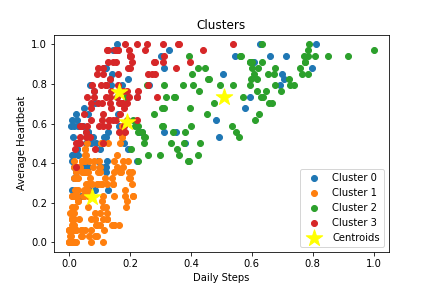 Clusters
Average Heartbeat
1.0
0.8
0.6
0.4
0.2
0.0
Cluster 0
Cluster 1
Cluster 2
Cluster 3
Centroids
0.0 0.2 0.4 0.6 0.8 1.0
Daily Steps